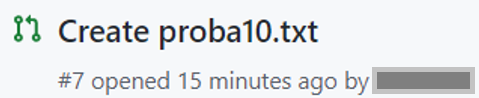 Create proba10.txt
#7 opened 15 minutes ago by